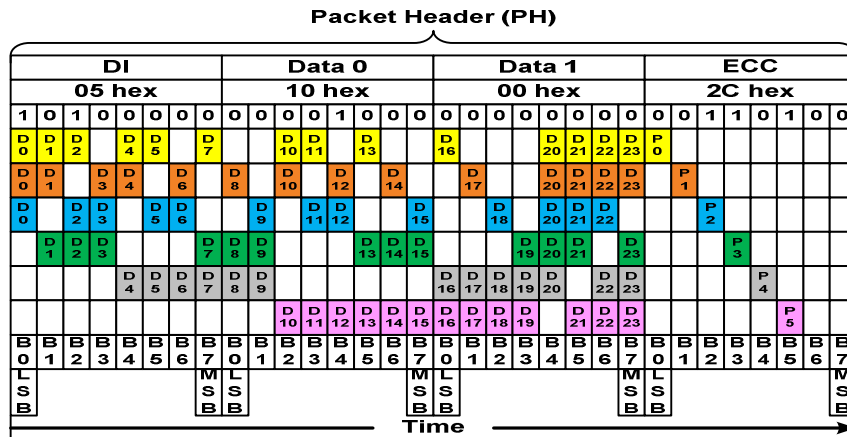 Packet Header (PH)
DI Data 0 Data 1 ECC
05 hex 10 hex 00 hex 2C hex
1 0 1 0 0 0 0 0 0 0 0 0 1 0 0 0 0 0 0 0 0 0 0 0 0 0 1 1 0 1 0 0
D0 D1 D2 D4 D5 D7 D10 D11 D13 D16 D20 D21 D22 D23 P0
D0 D1 D3 D4 D6 D8 D10 D12 D14 D17 D20 D21 D22 D23 P1
D0 D2 D3 D5 D6 D9 D11 D12 D15 D18 D20 D21 D22 P2
D1 D2 D3 D7 D8 D9 D13 D14 D15 D19 D20 D21 D23 P3
D4 D5 D6 D7 D8 D9 D16 D17 D18 D19 D20 D22 D23 P4
D10 D11 D12 D13 D14 D15 D16 D17 D18 D19 D21 D22 D23 P5
B0 B1 B2 B3 B4 B5 B6 B7 B0 B1 B2 B3 B4 B5 B6 B7 B0 B1 B2 B3 B4 B5 B6 B7 B0 B1 B2 B3 B4 B5 B6 B7
LSB MSB LSB MSB LSB MSB LSB MSB
Time